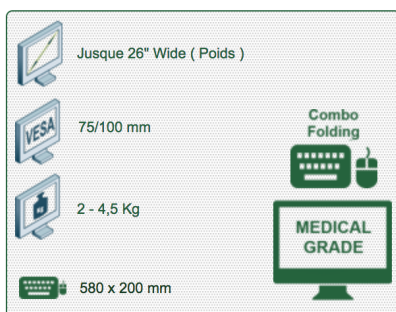 Jusque 26" Wide ( Poids )
VESA
75/100 mm
Combo
Folding
KG
2 - 4,5 Kg
MEDICAL
GRADE
580 x 200 mm